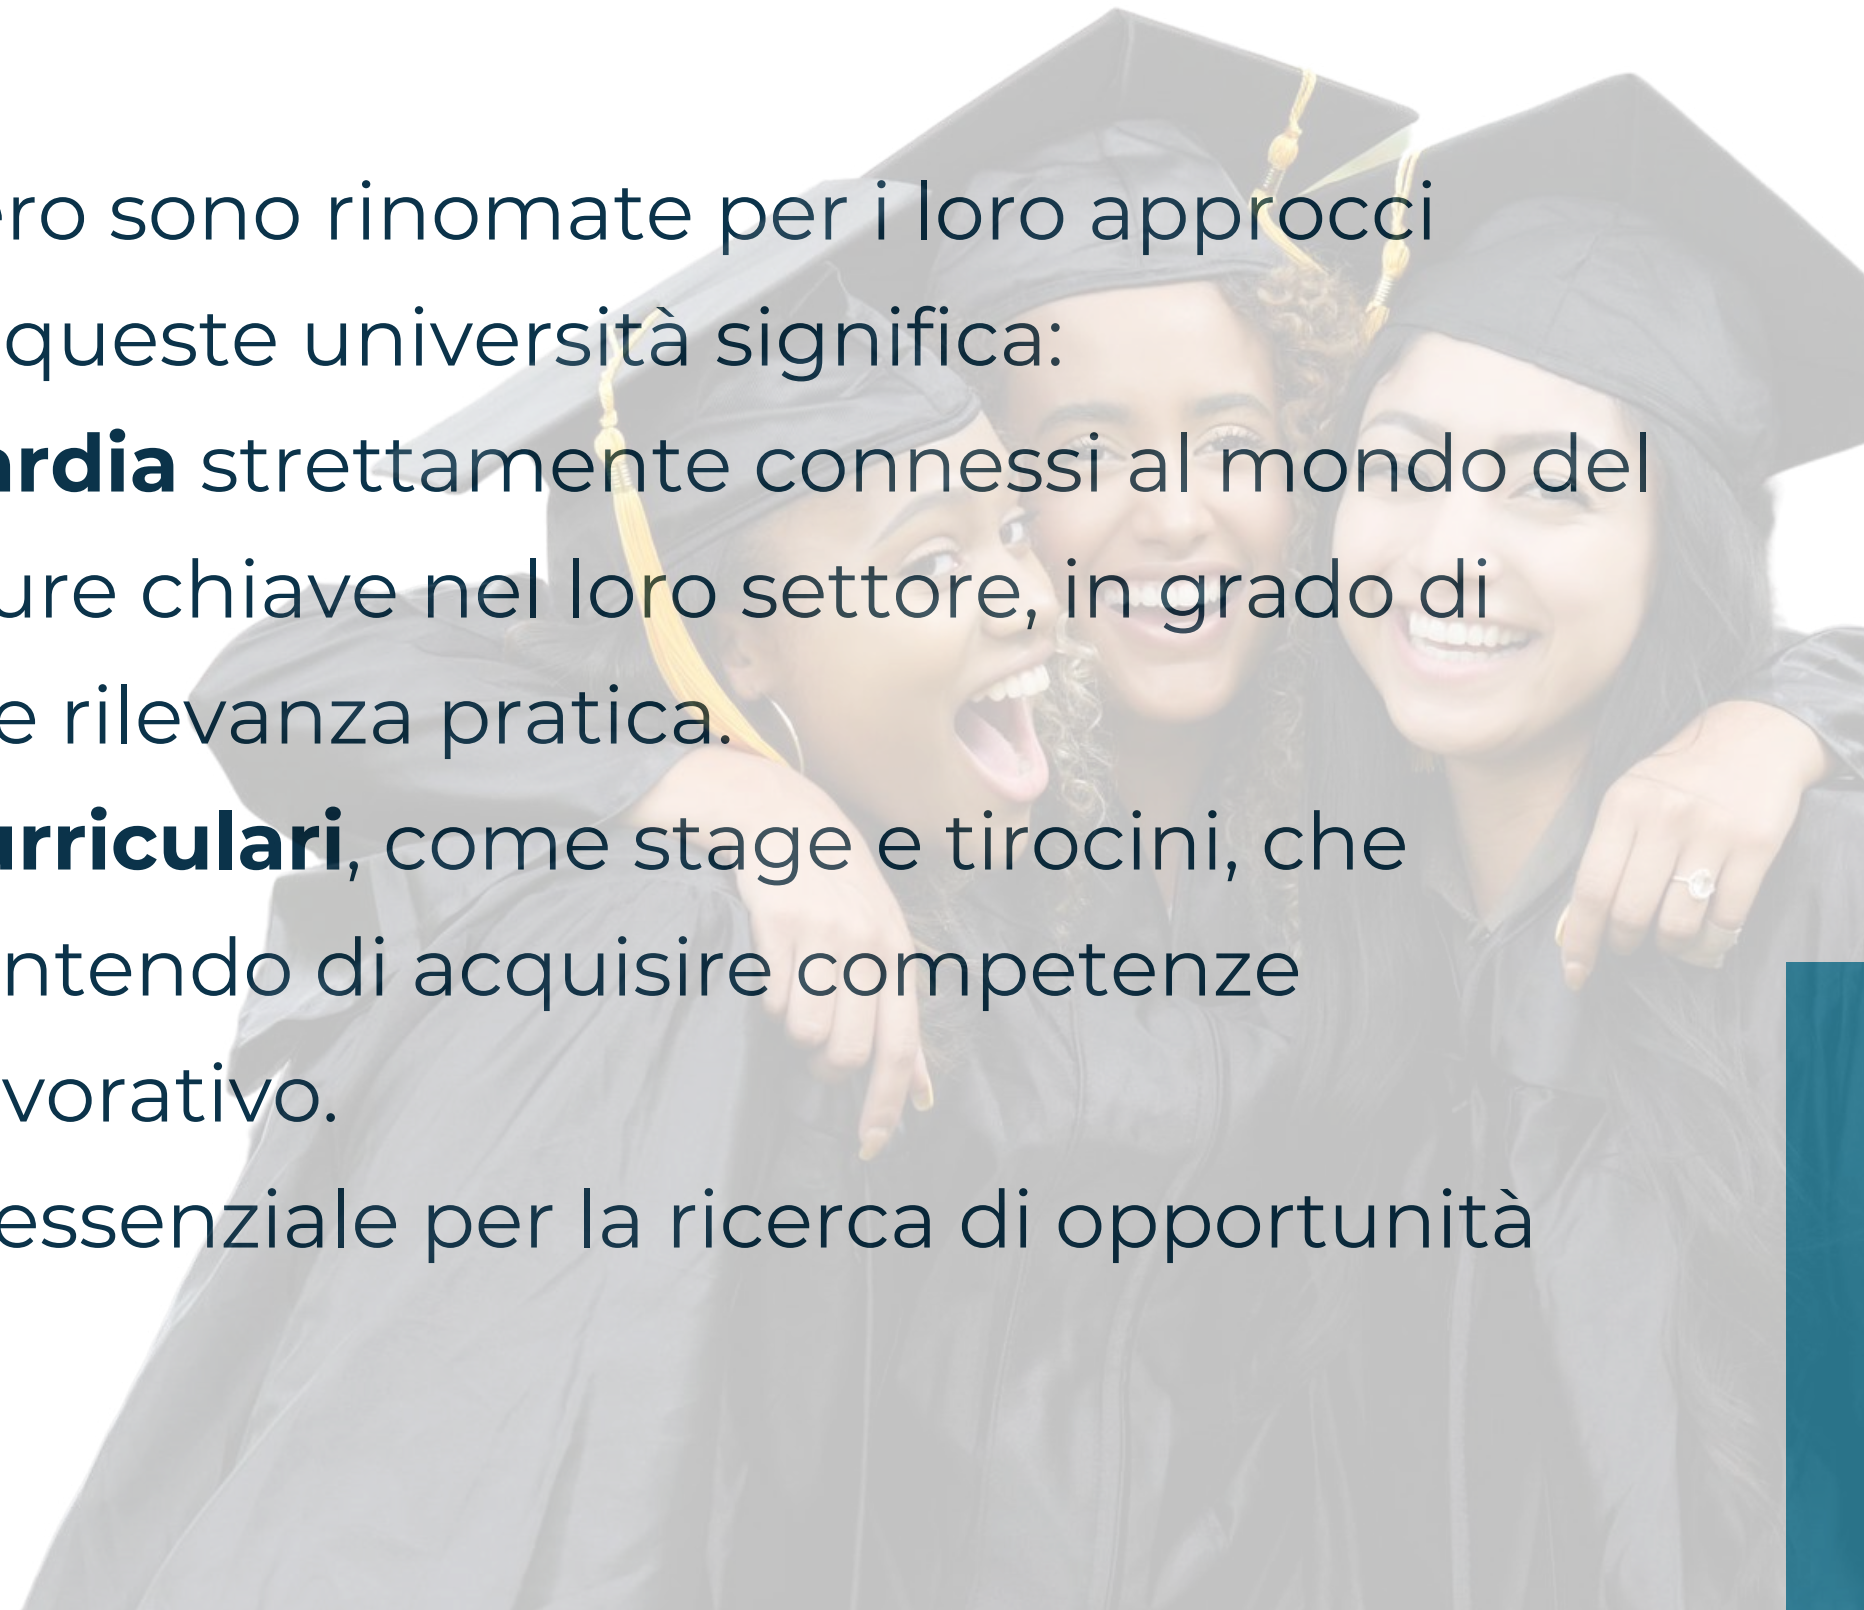 ero sono rinomate per i loro approcci
queste università significa:
ardia strettamente connessi al mondo del
ure chiave nel loro settore, in grado di
e rilevanza pratica.
urriculari, come stage e tirocini, che
ntendo di acquisire competenze
vorativo.
essenziale per la ricerca di opportunità